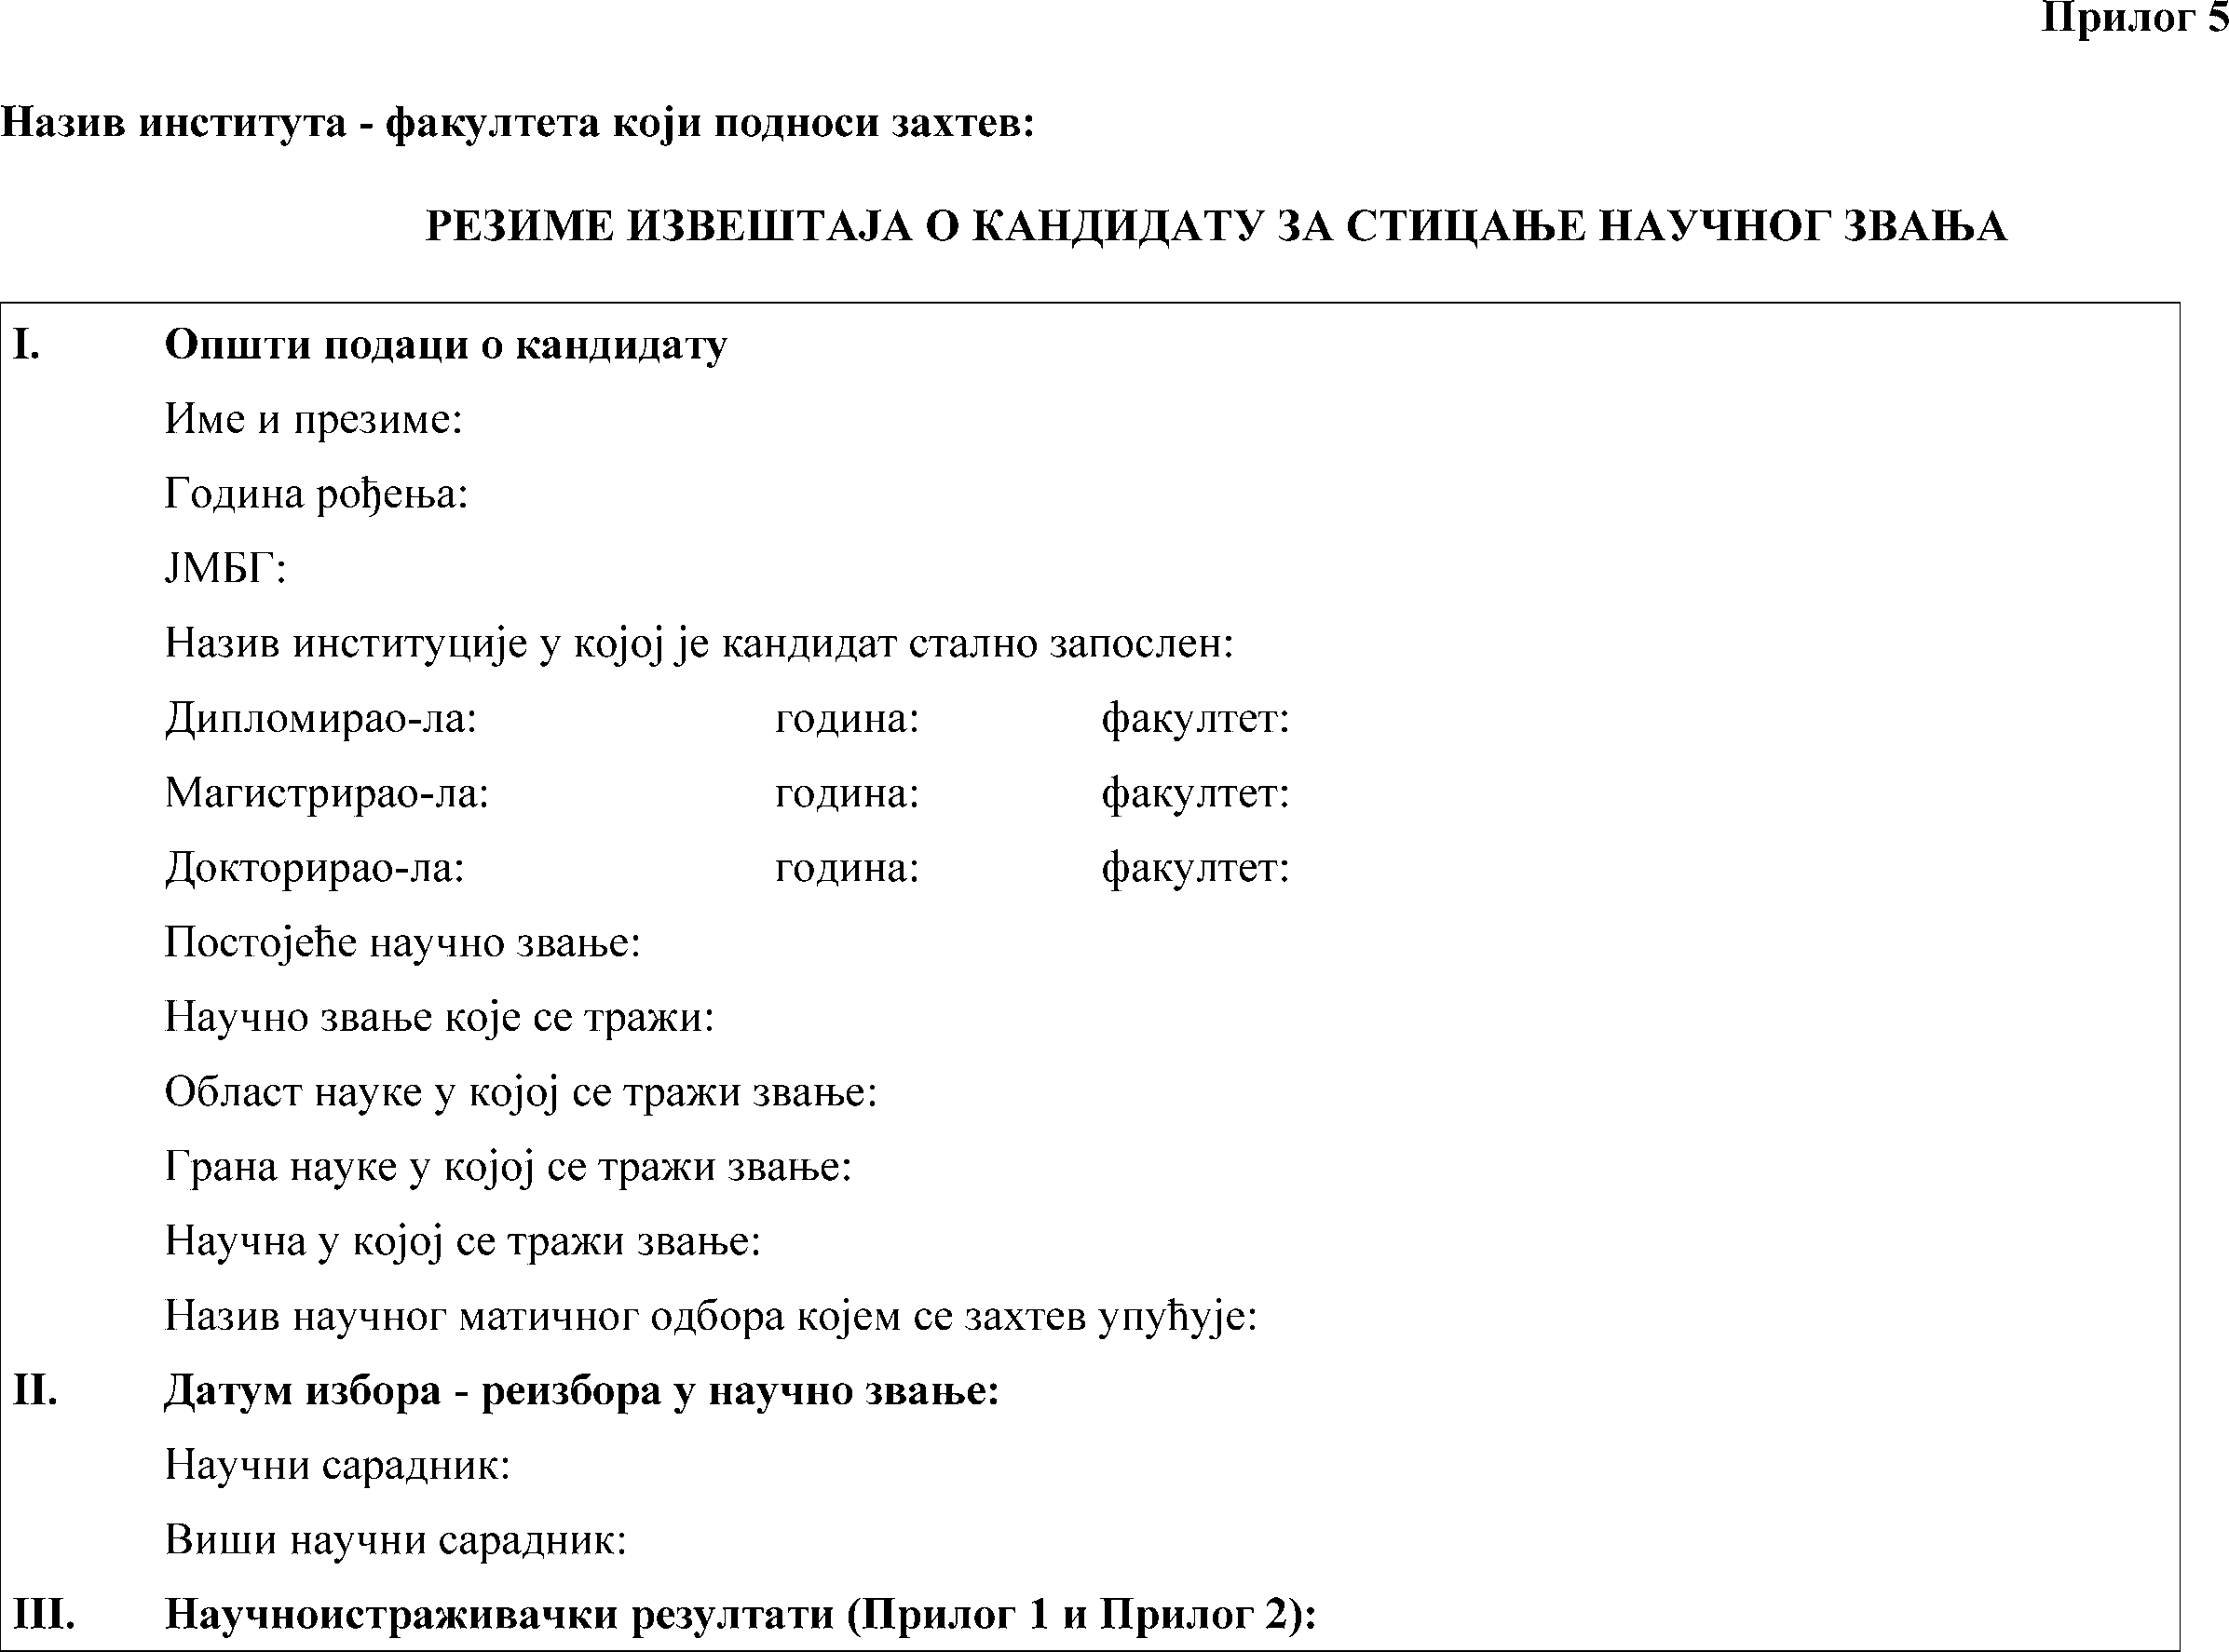 Прилог 5
Назив института - факултета који подноси захтев:
РЕЗИМЕ ИЗВЕШТАЈА О КАНДИДАТУ ЗА СТИЦАЊЕ НАУЧНОГ ЗВАЊА
I. Општи подаци о кандидату
Име и презиме:
Година рођења:
ЈМБГ:
Назив институције у којој је кандидат стално запослен:
Дипломирао-ла: година: факултет:
Магистрирао-ла: година: факултет:
Докторирао-ла: година: факултет:
Постојеће научно звање:
Научно звање које се тражи:
Област науке у којој се тражи звање:
Грана науке у којој се тражи звање:
Научна у којој се тражи звање:
Назив научног матичног одбора којем се захтев упућује:
II. Датум избора - реизбора у научно звање:
Научни сарадник:
Виши научни сарадник:
III. Научноистраживачки резултати (Прилог 1 и Прилог 2):